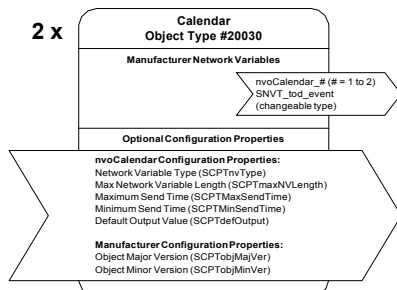 2 x
Calendar
Object Type #20030
Manufacturer Network Variables
nvoCalendar_# (# = 1 to 2)
SNVT_tod_event
(changeable type)
Optional Configuration Properties
nvoCalendar Configuration Properties:
Network Variable Type (SCPTnvType)
Max Network Variable Length (SCPTmaxNVLength)
Maximum Send Time (SCPTMaxSendTime)
Minimum Send Time (SCPTMinSendTime)
Default Output Value (SCPTdefOutput)
Manufacturer Configuration Properties:
Object Major Version (SCPTobjMajVer)
Object Minor Version (SCPTobjMinVer)